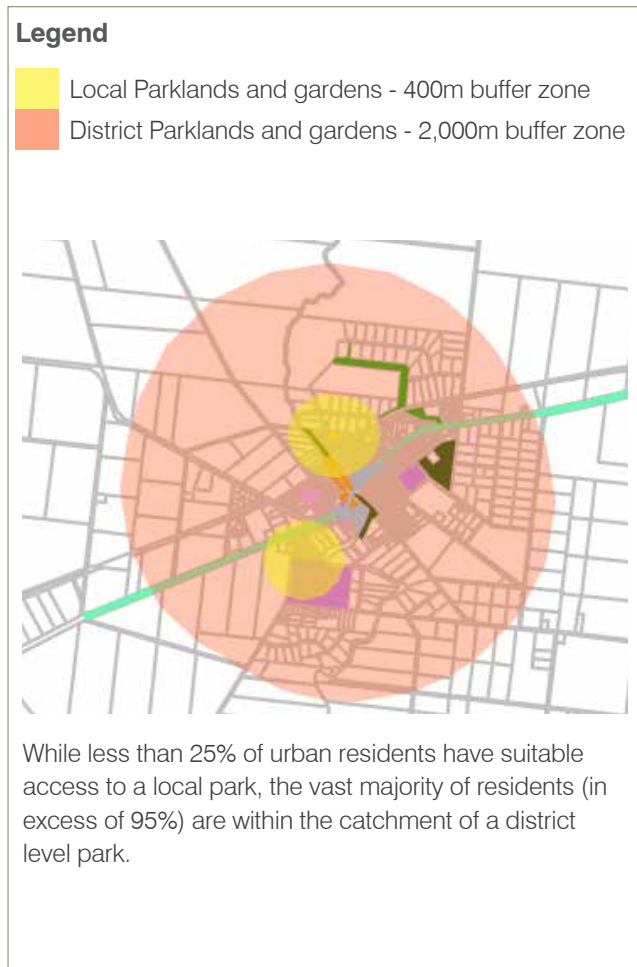 Legend
Local Parklands and gardens - 400m buffer zone
District Parklands and gardens - 2,000m buffer zone
While less than 25% of urban residents have suitable
access to a local park, the vast majority of residents (in
excess of 95%) are within the catchment of a district
level park.